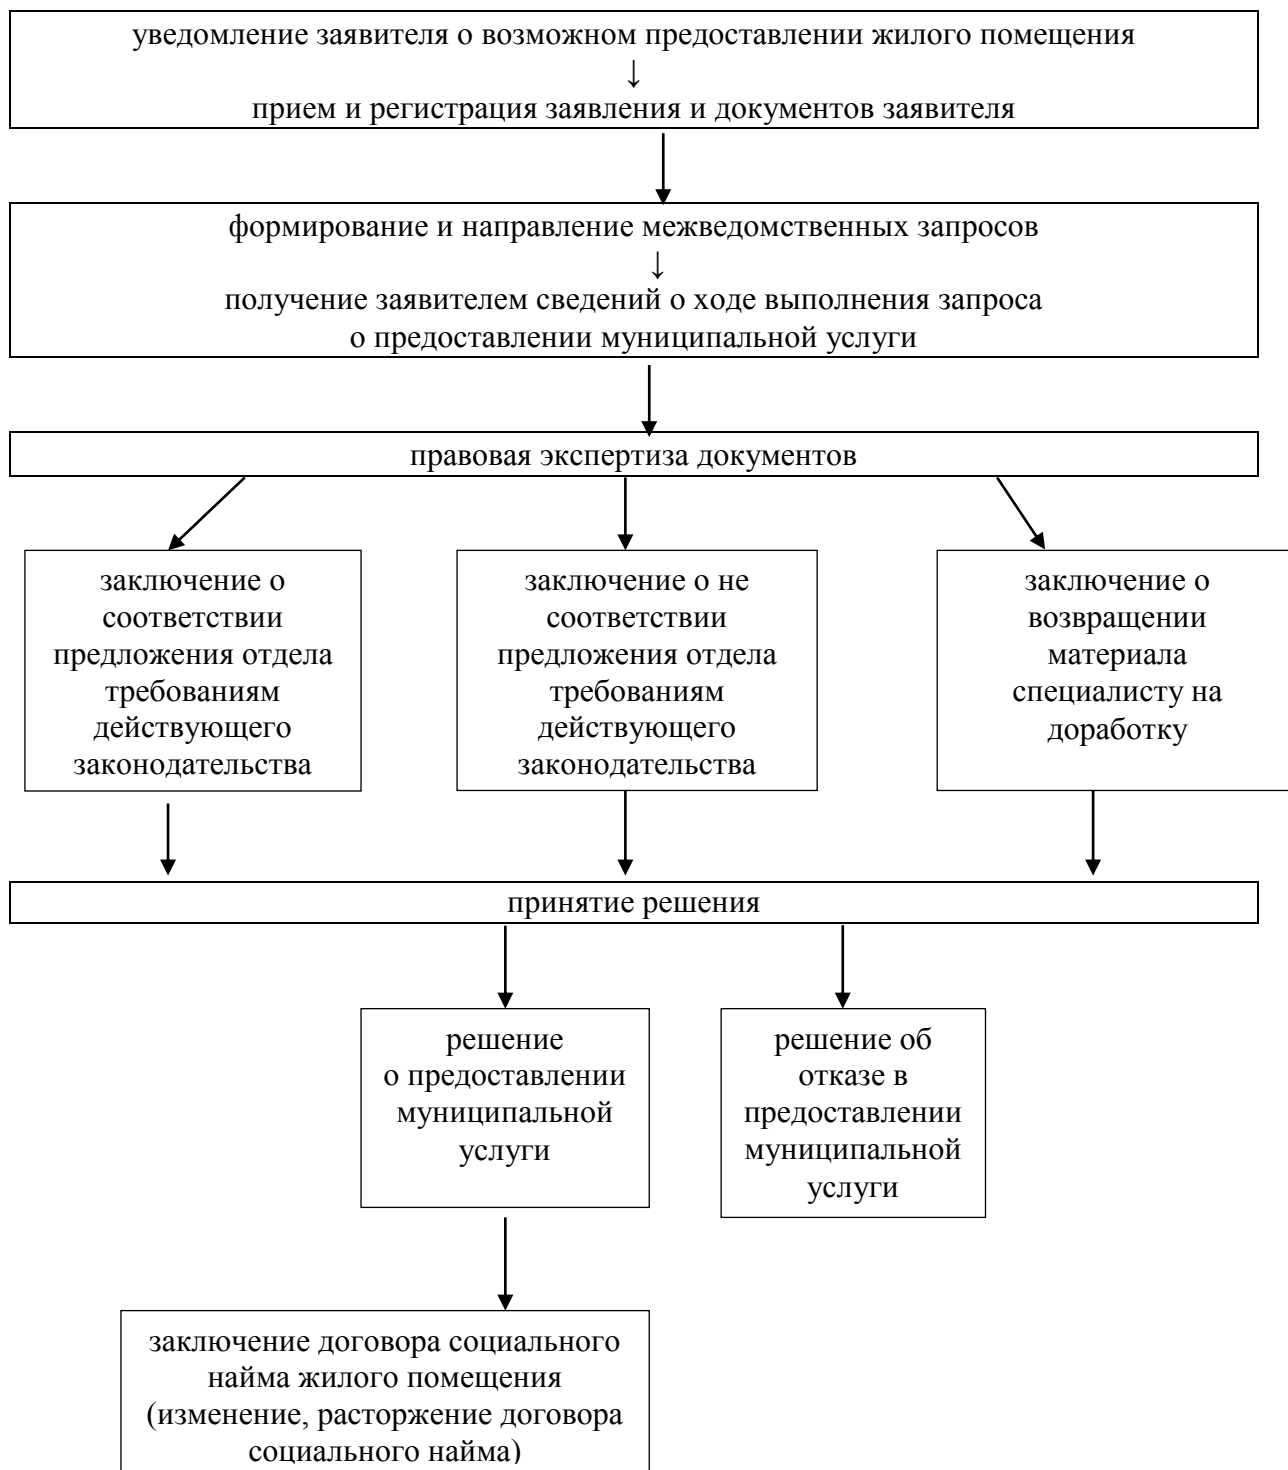 уведомление заявителя о возможном предоставлении жилого помещения
↓
прием и регистрация заявления и документов заявителя
формирование и направление межведомственных запросов
↓
получение заявителем сведений о ходе выполнения запроса
о предоставлении муниципальной услуги
правовая экспертиза документов
заключение о
соответствии
предложения отдела
требованиям
действующего
законодательства
заключение о не
соответствии
предложения отдела
требованиям
действующего
законодательства
заключение о
возвращении
материала
специалисту на
доработку
принятие решения
решение
о предоставлении
муниципальной
услуги
решение об
отказе в
предоставлении
муниципальной
услуги
заключение договора социального
найма жилого помещения
(изменение, расторжение договора
социального найма)